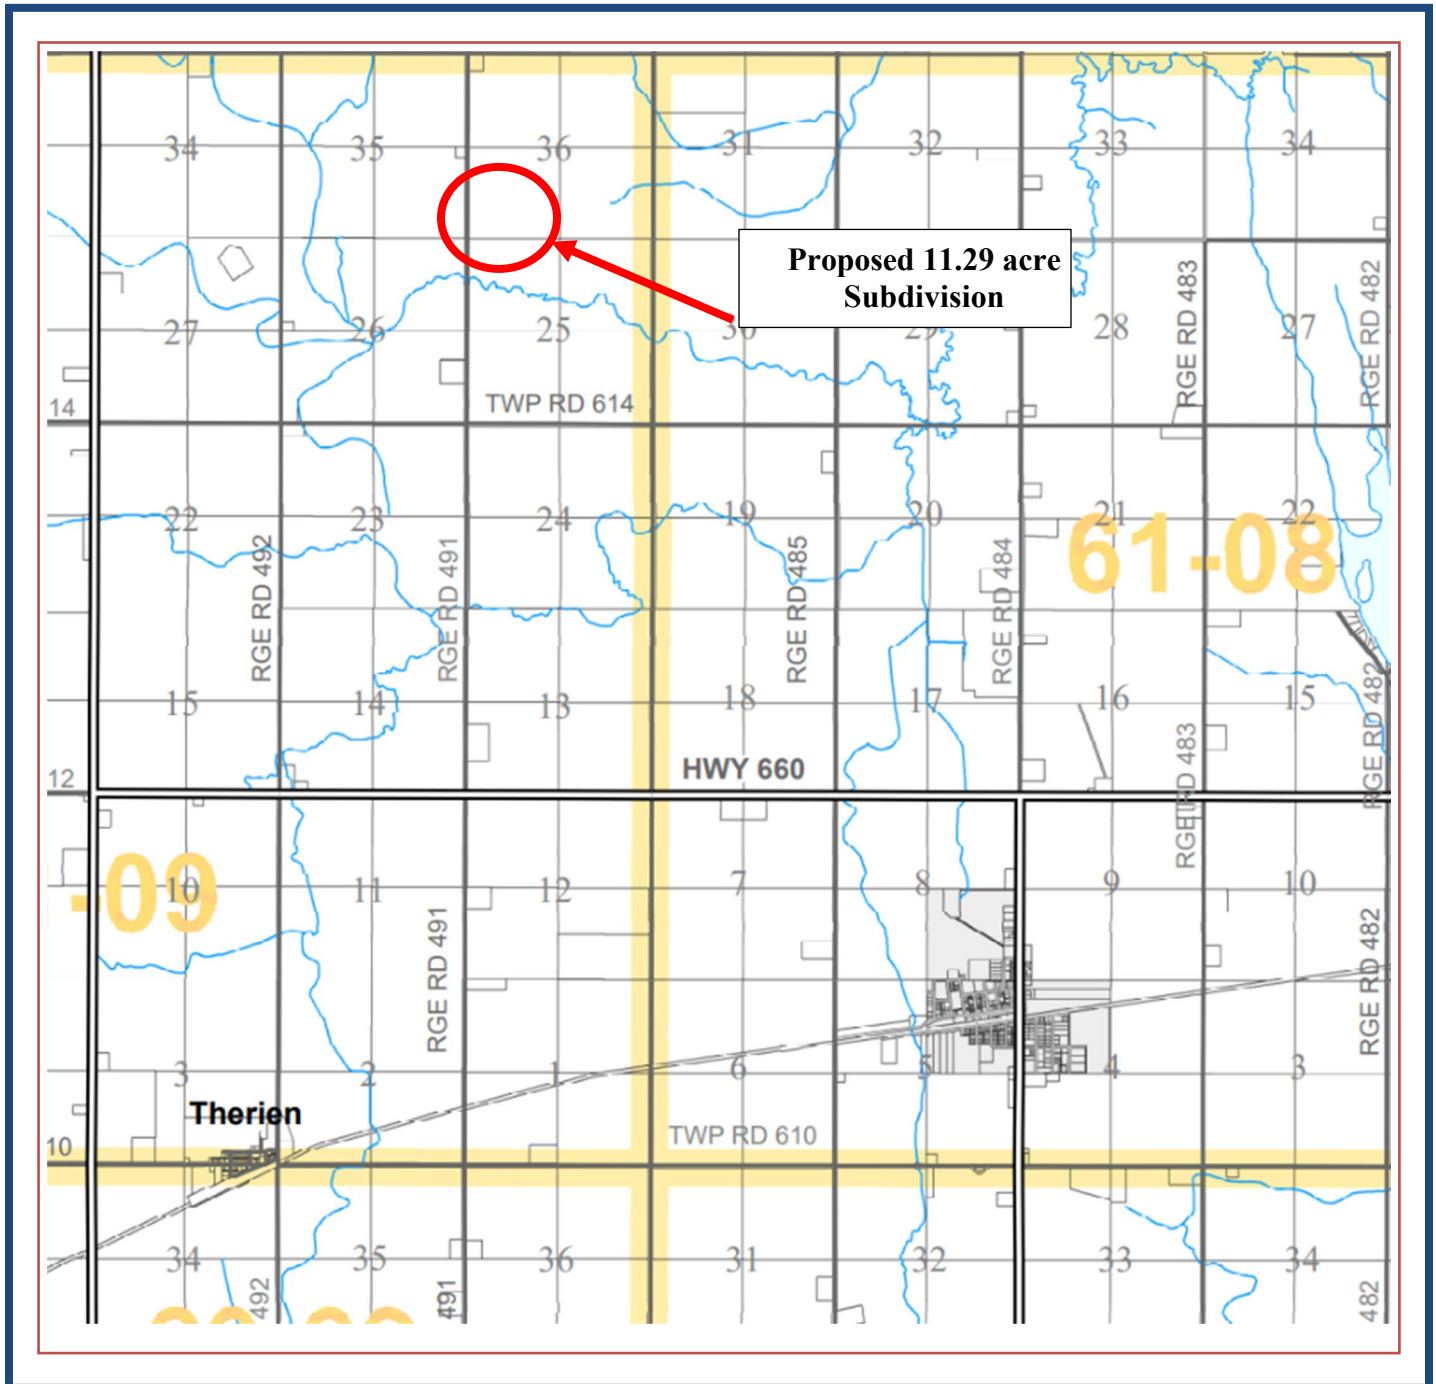 34 35 36 31 32 33 34
Proposed 11.29 acre
Subdivision
27 26 25 30 29 28 27
RGE RD 483
RGE RD 482
14
TWP RD 614
22 23 24 19 20 21 22
61-08
RGE RD 492
RGE RD 491
RGE RD 485
RGE RD 484
15 14 13 18 17 16 15
RGE RD 482
RGE RD 483
12
HWY 660
-09
10 11 12 7 8 9 10
RGE RD 491
RGE RD 482
3 2 1 6 5 4 3
Therien
10
TWP RD 610
34 35 36 31 32 33 34
492
491
482